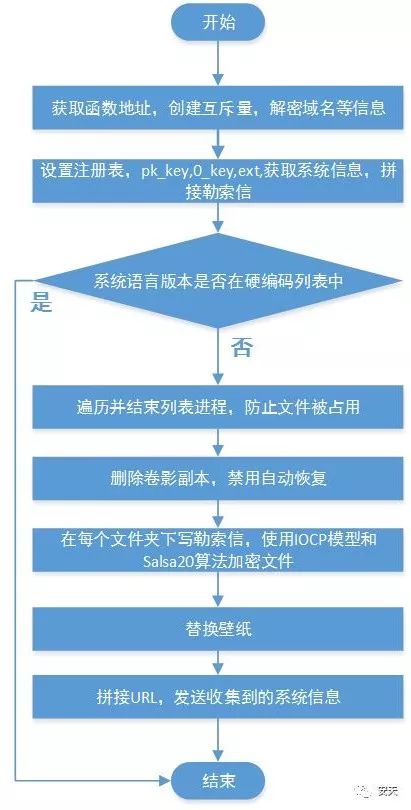 开始
获取函数地址，创建互斥量，解密域名等信息
设置注册表，pk_key,0_key,ext,获取系统信息，拼
接勒索信
系统语言版本是否在硬编码列表中
是
否
遍历并结束列表进程，防止文件被占用
删除卷影副本，禁用自动恢复
在每个文件夹下写勒索信，使用IOCP模型和
Salsa20算法加密文件
替换壁纸
拼接URL，发送收集到的系统信息
结束
安天